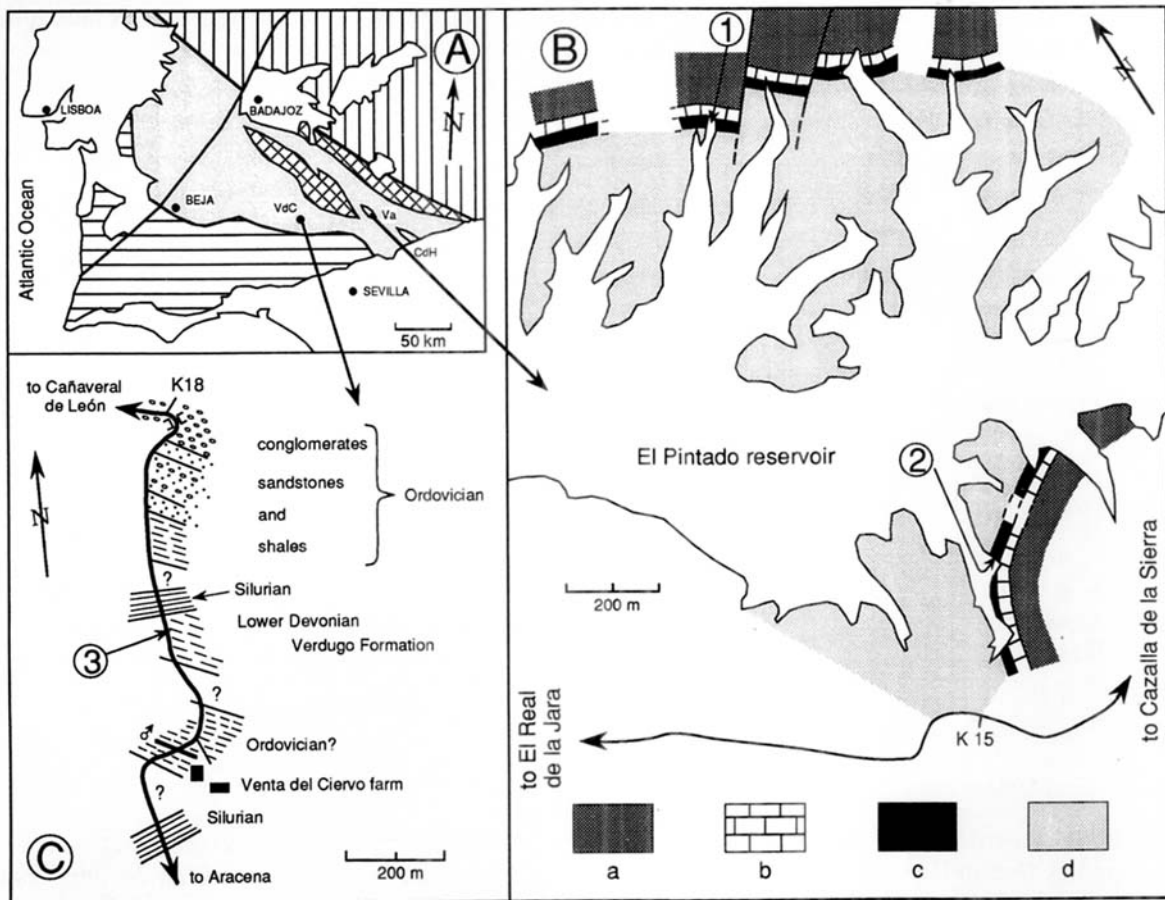 A
N
LISBOA
BADAJOZ
BEJA
VdC
Va
CdH
SEVILLA
Atlantic Ocean
50 km
B
1
N
El Pintado reservoir
2
200 m
to Cazalla de la Sierra
to El Real
de la Jara
K 15
a
b
c
d
to Cañaveral
de León
K18
N
conglomerates
sandstones
and
shales
Ordovician
?
Silurian
Lower Devonian
Verdugo Formation
3
?
Ordovician?
Venta del Ciervo farm
?
Silurian
C
200 m
to Aracena